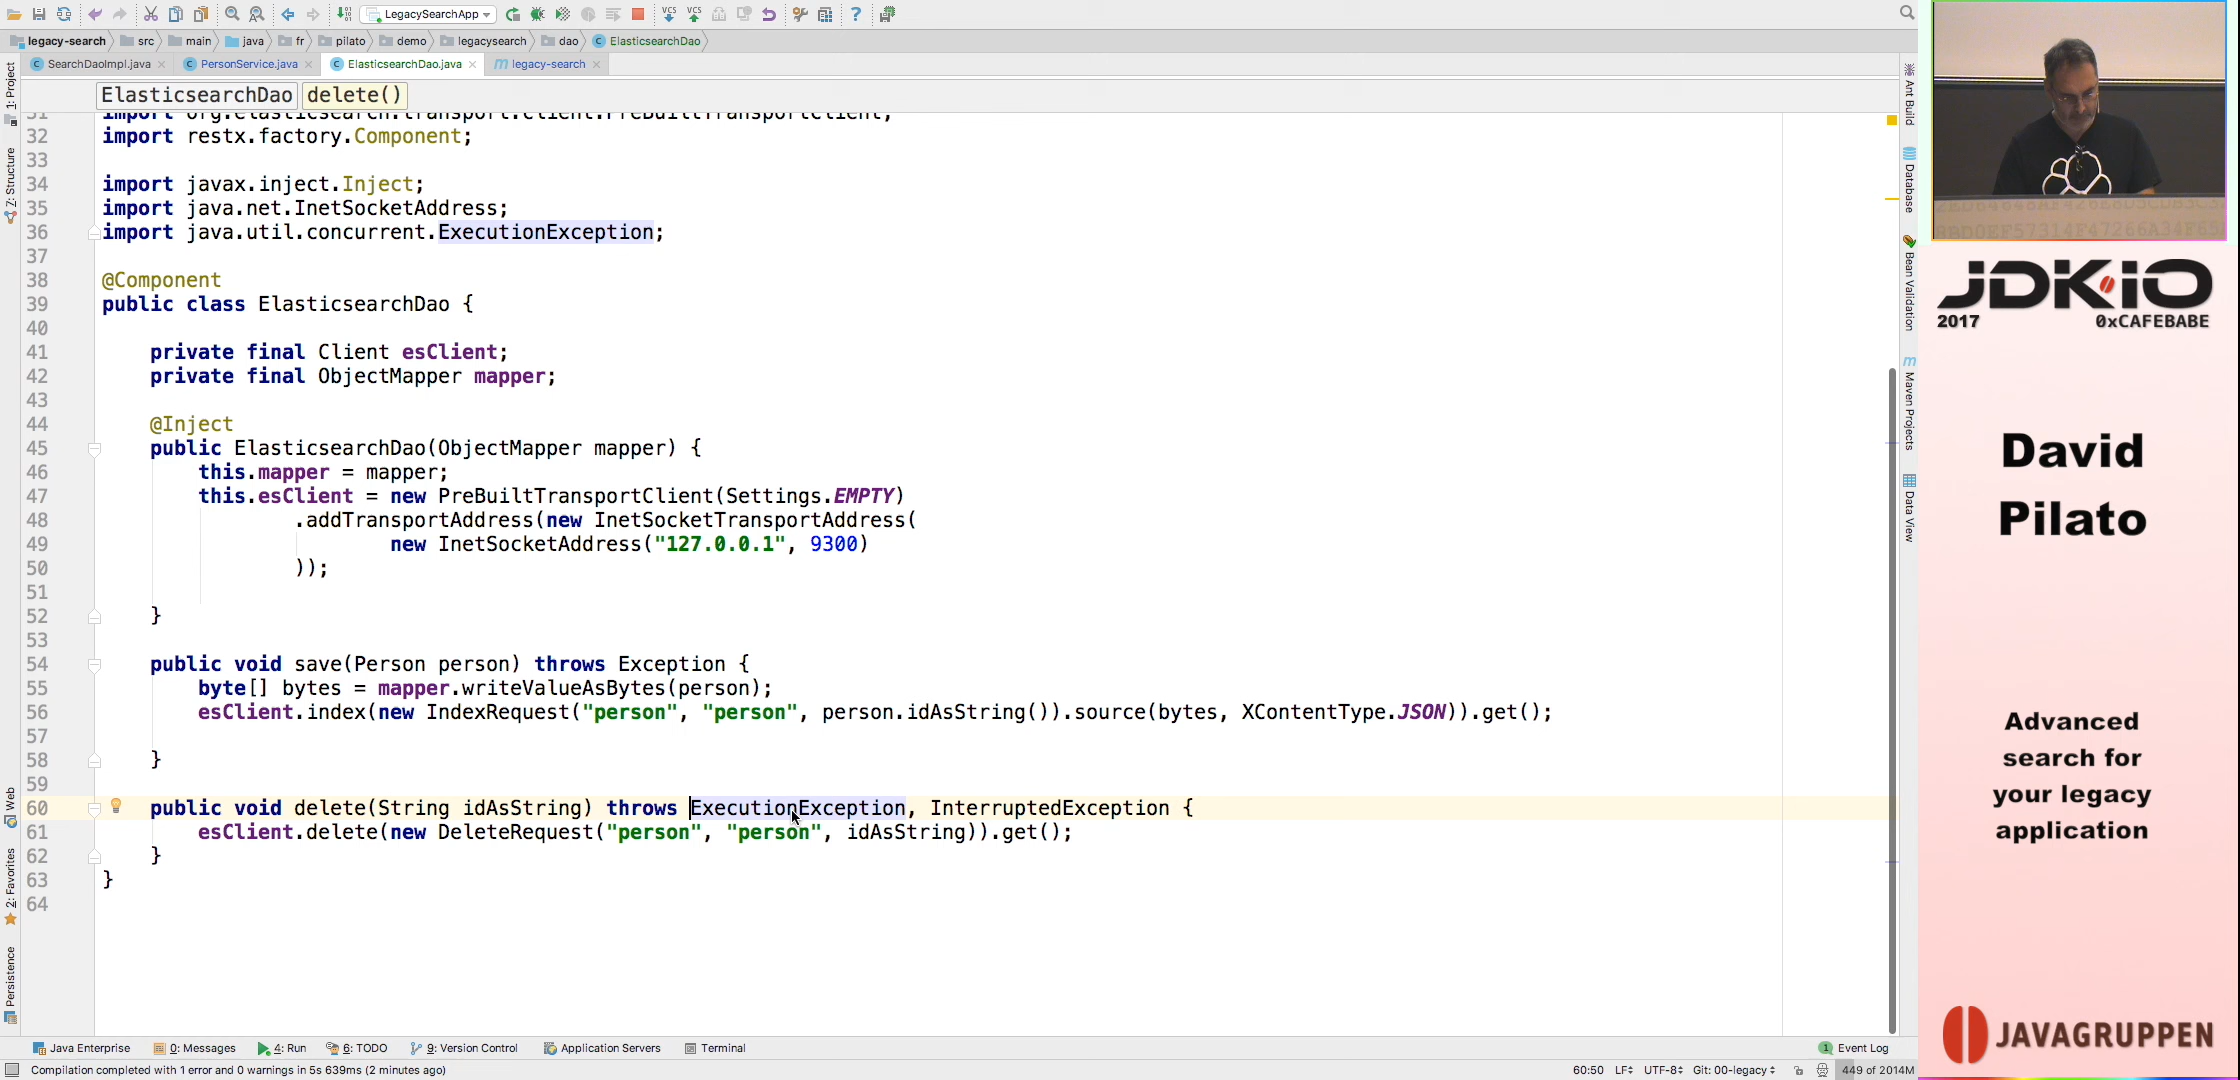 LegacySearchApp
legacy-search src main java fr pilato demo legacysearch dao ElasticsearchDao
SearchDaoImpl.java PersonService.java ElasticsearchDao.java legacy-search
ElasticsearchDao delete()
31 import org.elasticsearch.transport.client.PreBuiltTransportClient;
32 import restx.factory.Component;
33
34 import javax.inject.Inject;
35 import java.net.InetSocketAddress;
36 import java.util.concurrent.ExecutionException;
37
38 @Component
39 public class ElasticsearchDao {
40
41 private final Client esClient;
42 private final ObjectMapper mapper;
43
44 @Inject
45 public ElasticsearchDao(ObjectMapper mapper) {
46 this.mapper = mapper;
47 this.esClient = new PreBuiltTransportClient(Settings.EMPTY)
48 .addTransportAddress(new InetSocketTransportAddress(
49 new InetSocketAddress("127.0.0.1", 9300)
50 ));
51
52 }
53
54 public void save(Person person) throws Exception {
55 byte[] bytes = mapper.writeValueAsBytes(person);
56 esClient.index(new IndexRequest("person", "person", person.idAsString()).source(bytes, XContentType.JSON)).get();
57
58 }
59
60 public void delete(String idAsString) throws ExecutionException, InterruptedException {
61 esClient.delete(new DeleteRequest("person", "person", idAsString)).get();
62 }
63 }
64
1: Project
Z: Structure
Web
2: Favorites
Persistence
Ant Build
Database
Bean Validation
m Maven Projects
Data View
Java Enterprise 0: Messages 4: Run 6: TODO 9: Version Control Application Servers Terminal 1 Event Log
Compilation completed with 1 error and 0 warnings in 5s 639ms (2 minutes ago) 60:50 LF UTF-8 Git: 00-legacy 449 of 2014M
JDK.IO
2017 0xCAFEBABE
David
Pilato
Advanced
search for
your legacy
application
JAVAGRUPPEN